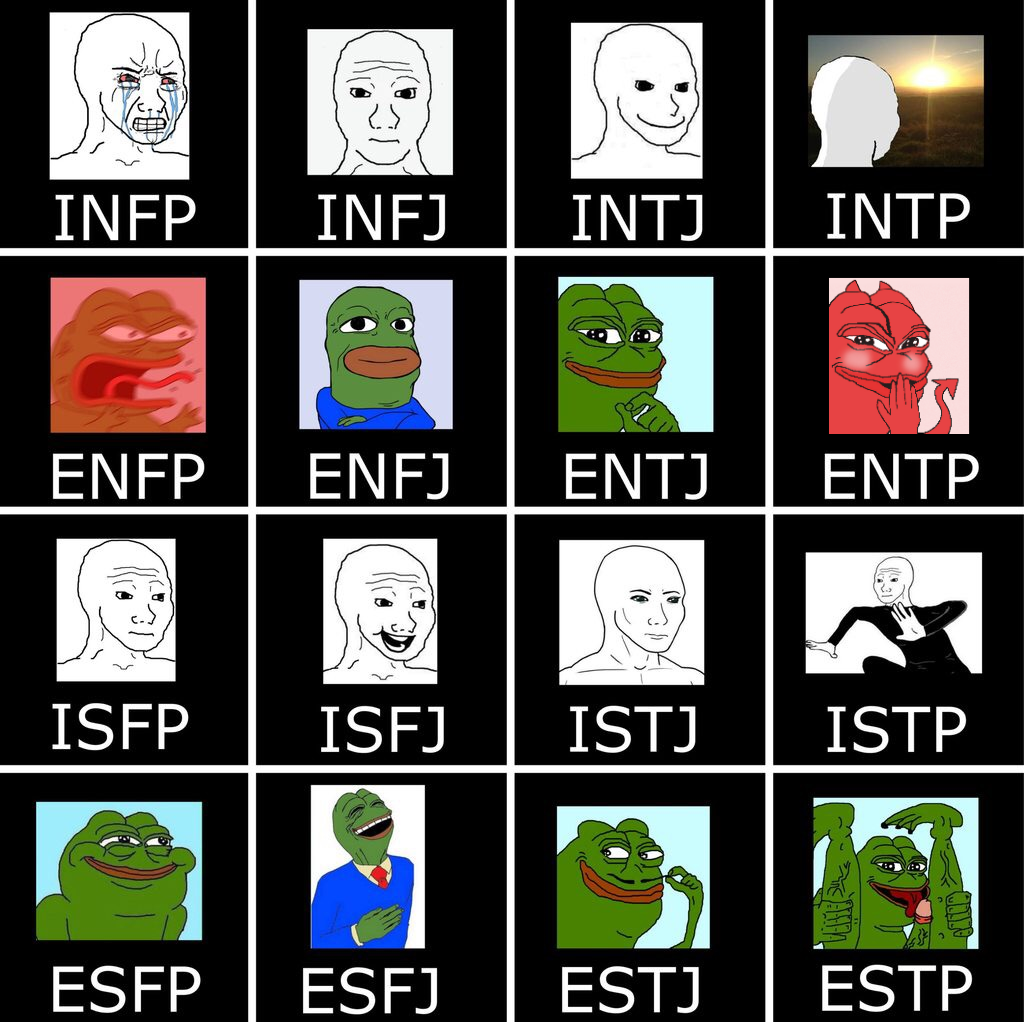 INFP
INFJ
INTJ
INTP
ENFP
ENFJ
ENTJ
ENTP
ISFP
ISFJ
ISTJ
ISTP
ESFP
ESFJ
ESTJ
ESTP